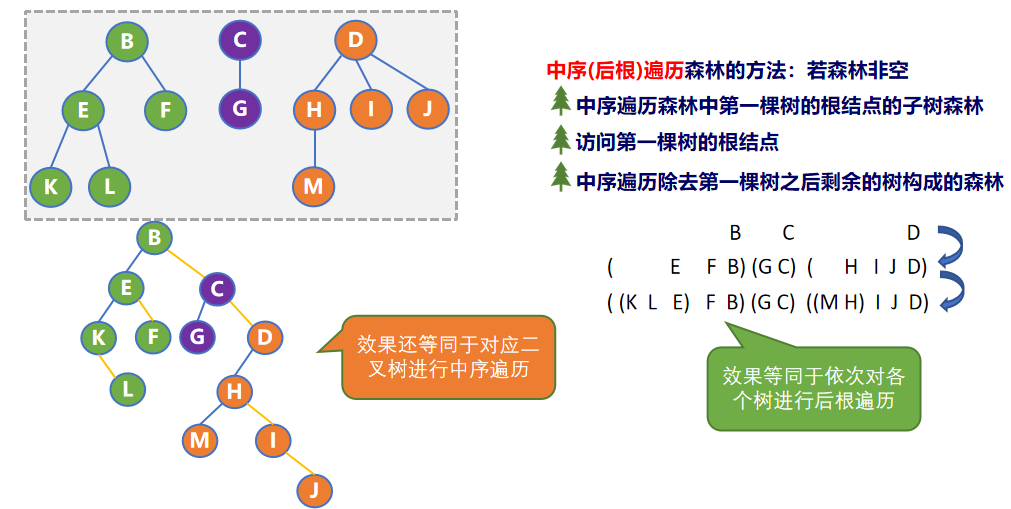 B C D
E F H I J
G
K L M
中序(后根)遍历森林的方法：若森林非空
中序遍历森林中第一棵树的根结点的子树森林
访问第一棵树的根结点
中序遍历除去第一棵树之后剩余的树构成的森林
B C D
( E F B) (G C) ( H I J D)
( (K L E) F B) (G C) ((M H) I J D)
B
E C
K F G D
L H
M I
J
效果还等同于对应二
叉树进行中序遍历
效果等同于依次对各
个树进行后根遍历